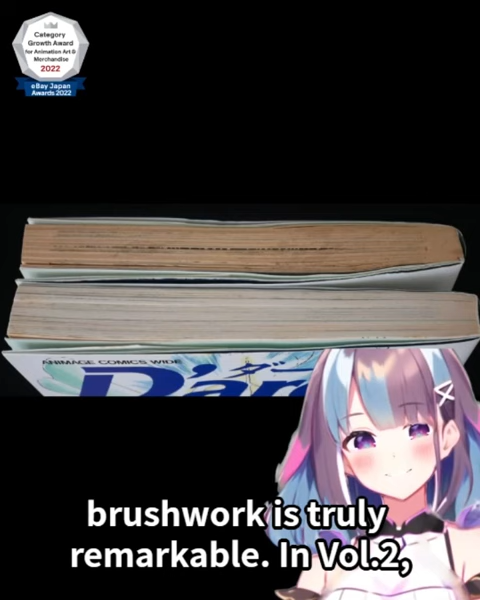 Category
Growth Award
for Animation Art &
Merchandise
2022
eBay Japan
Awards 2022
ANIMAGE COMICS WIDE
brushwork is truly
remarkable. In Vol.2,